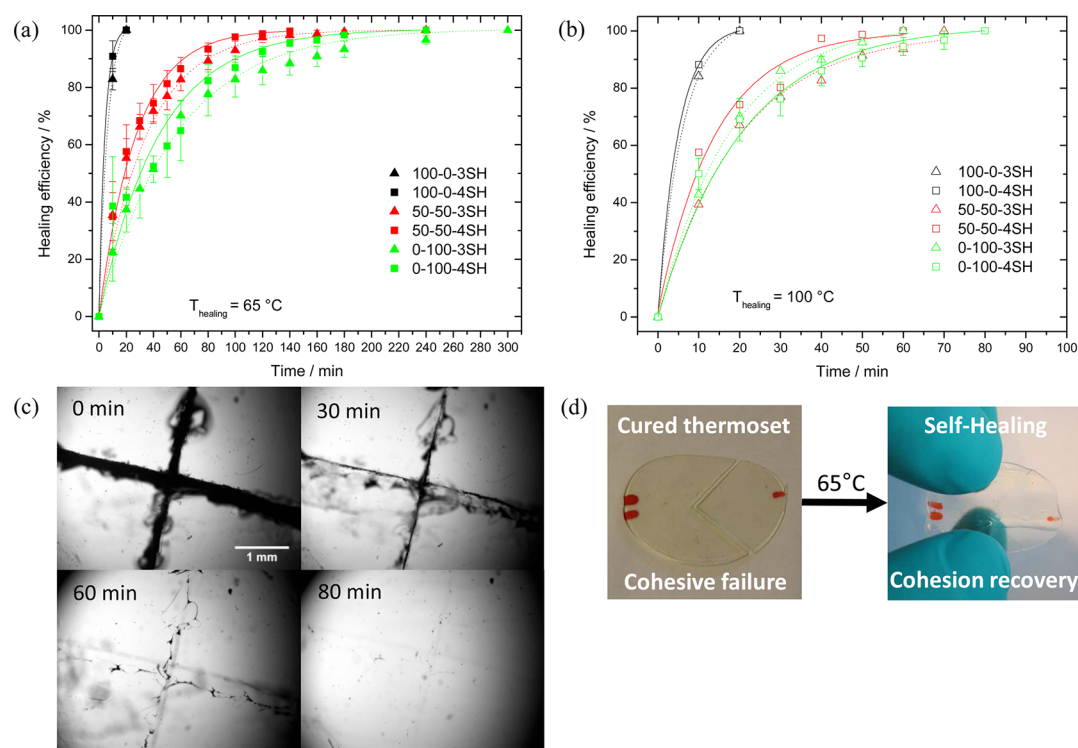 (a)
Healing efficiency / %
100
80
60
40
20
0
100-0-3SH
100-0-4SH
50-50-3SH
50-50-4SH
0-100-3SH
0-100-4SH
Thealing = 65 °C
0 20 40 60 80 100 120 140 160 180 200 220 240 260 280 300
Time / min
(b)
Healing efficiency / %
100
80
60
40
20
0
100-0-3SH
100-0-4SH
50-50-3SH
50-50-4SH
0-100-3SH
0-100-4SH
Thealing = 100 °C
-10 0 10 20 30 40 50 60 70 80 90 100
Time / min
(c)
0 min
30 min
1 mm
60 min
80 min
(d)
Cured thermoset
Cohesive failure
65°C
Self-Healing
Cohesion recovery